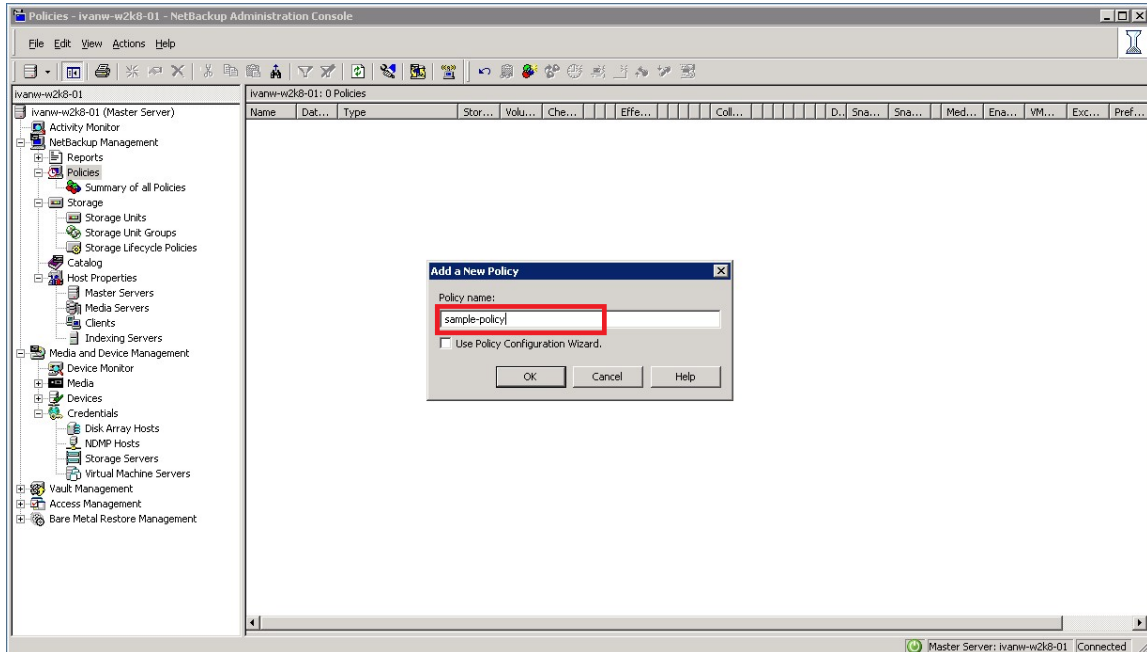 Policies - ivanw-w2k8-01 - NetBackup Administration Console
File Edit View Actions Help
ivanw-w2k8-01
ivanw-w2k8-01: 0 Policies
Name Dat... Type Stor... Volu... Che... Effe... Coll... D.. Sna... Sna... Med... Ena... VM... Exc... Pref...
ivanw-w2k8-01 (Master Server)
Activity Monitor
NetBackup Management
Reports
Policies
Summary of all Policies
Storage
Storage Units
Storage Unit Groups
Storage Lifecycle Policies
Catalog
Host Properties
Master Servers
Media Servers
Clients
Indexing Servers
Media and Device Management
Device Monitor
Media
Devices
Credentials
Disk Array Hosts
NDMP Hosts
Storage Servers
Virtual Machine Servers
Vault Management
Access Management
Bare Metal Restore Management
Add a New Policy
Policy name:
sample-policy
Use Policy Configuration Wizard.
OK Cancel Help
Master Server: ivanw-w2k8-01 Connected